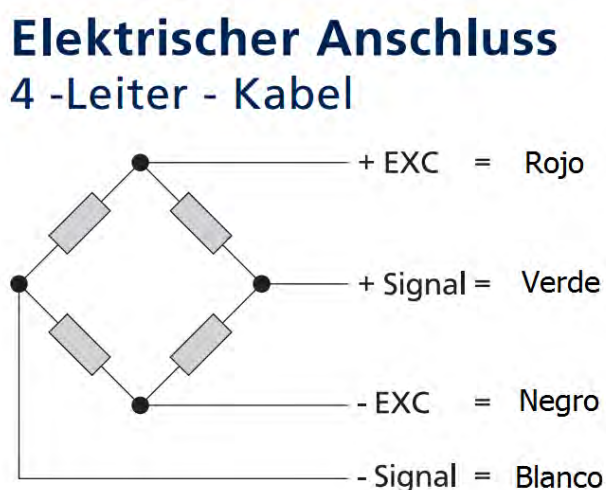 Elektrischer Anschluss
4 -Leiter - Kabel
+ EXC = Rojo
+ Signal = Verde
- EXC = Negro
- Signal = Blanco